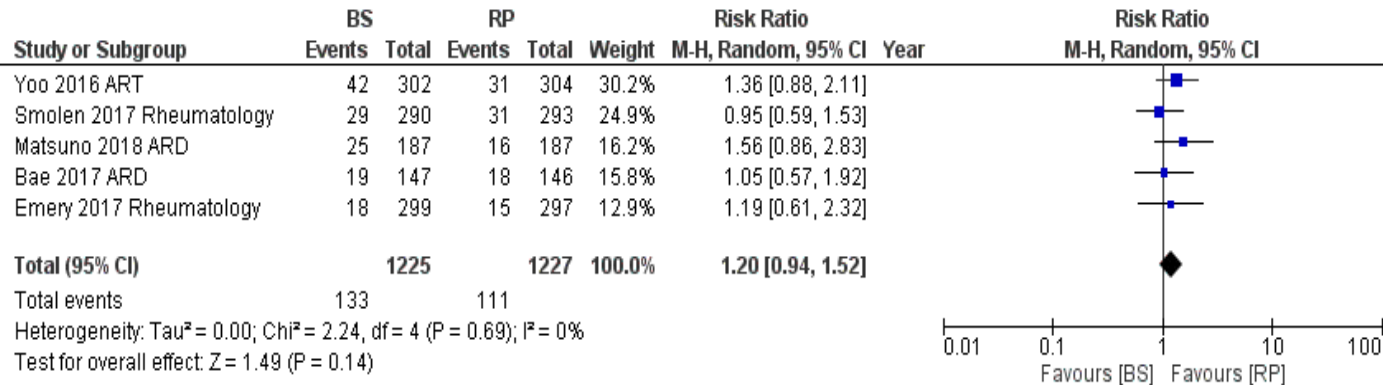 BS RP Risk Ratio Risk Ratio
Study or Subgroup Events Total Events Total Weight M-H, Random, 95% CI Year M-H, Random, 95% CI
Yoo 2016 ART 42 302 31 304 30.2% 1.36 [0.88, 2.11]
Smolen 2017 Rheumatology 29 290 31 293 24.9% 0.95 [0.59, 1.53]
Matsuno 2018 ARD 25 187 16 187 16.2% 1.56 [0.86, 2.83]
Bae 2017 ARD 19 147 18 146 15.8% 1.05 [0.57, 1.92]
Emery 2017 Rheumatology 18 299 15 297 12.9% 1.19 [0.61, 2.32]
Total (95% CI) 1225 1227 100.0% 1.20 [0.94, 1.52]
Total events 133 111
Heterogeneity: Tau² = 0.00; Chi² = 2.24, df = 4 (P = 0.69); I² = 0%
Test for overall effect: Z = 1.49 (P = 0.14)
0.01 0.1 1 10 100
Favours [BS] Favours [RP]